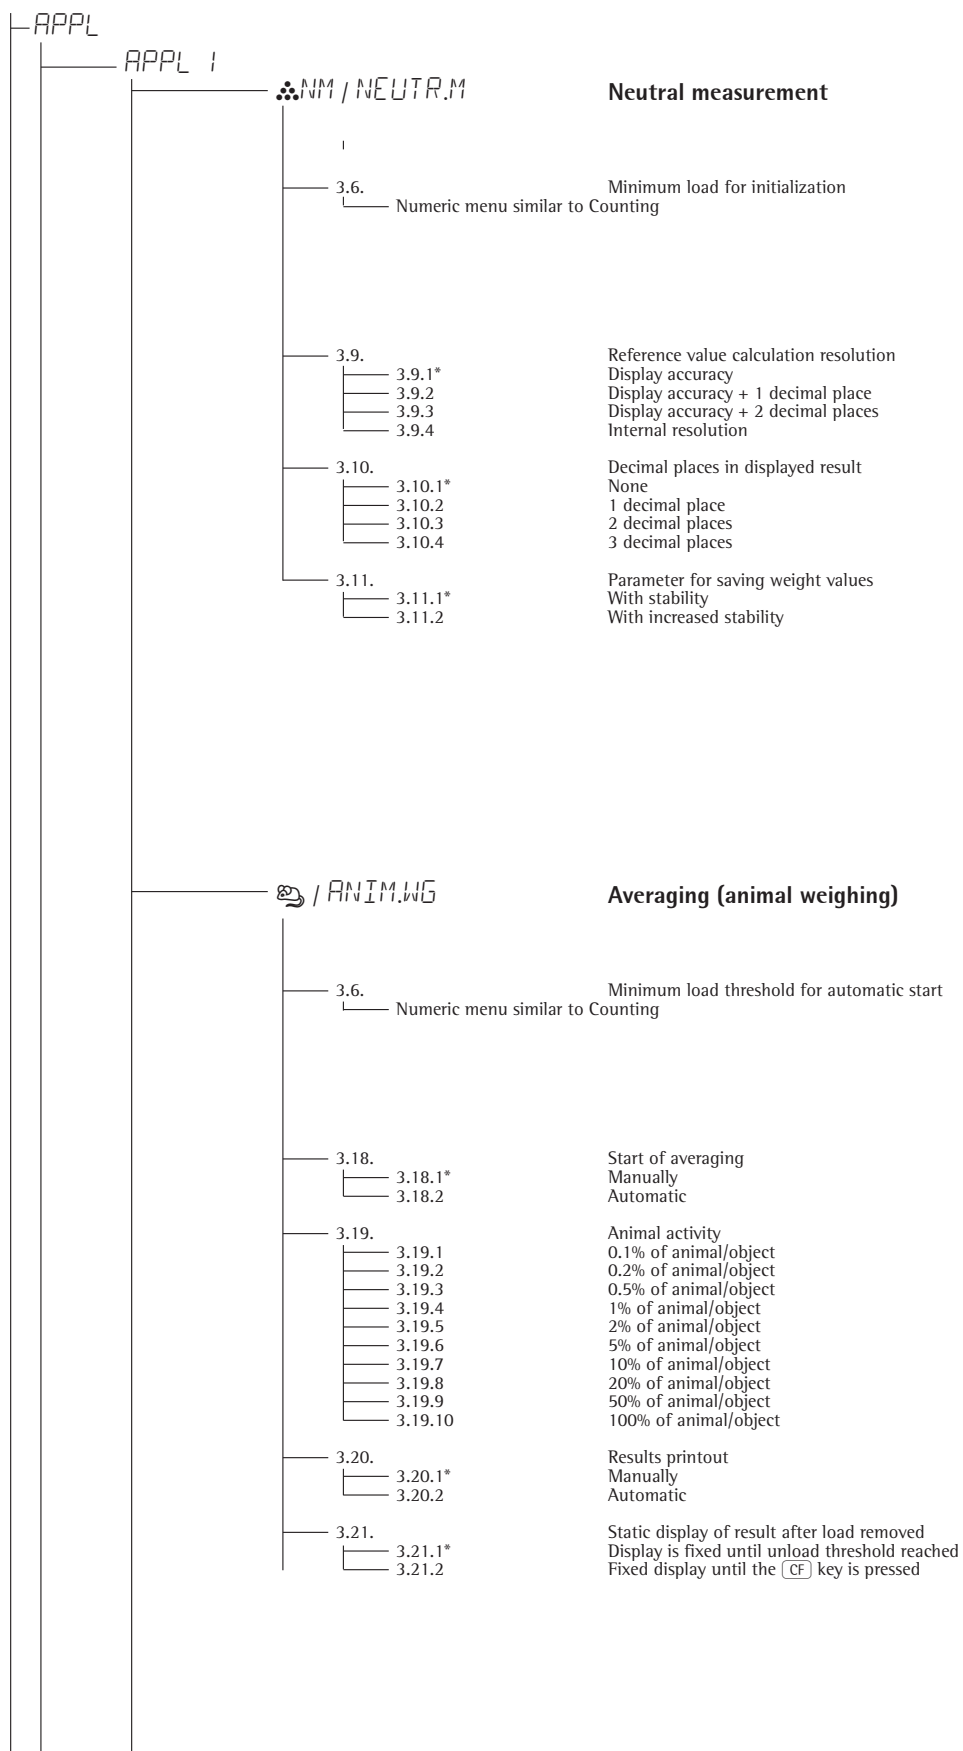 APPL
APPL 1
NM / NEUTR.M Neutral measurement
3.6. Minimum load for initialization
Numeric menu similar to Counting
3.9. Reference value calculation resolution
3.9.1* Display accuracy
3.9.2 Display accuracy + 1 decimal place
3.9.3 Display accuracy + 2 decimal places
3.9.4 Internal resolution
3.10. Decimal places in displayed result
3.10.1* None
3.10.2 1 decimal place
3.10.3 2 decimal places
3.10.4 3 decimal places
3.11. Parameter for saving weight values
3.11.1* With stability
3.11.2 With increased stability
/ ANIM.WG Averaging (animal weighing)
3.6. Minimum load threshold for automatic start
Numeric menu similar to Counting
3.18. Start of averaging
3.18.1* Manually
3.18.2 Automatic
3.19. Animal activity
3.19.1 0.1% of animal/object
3.19.2 0.2% of animal/object
3.19.3 0.5% of animal/object
3.19.4 1% of animal/object
3.19.5 2% of animal/object
3.19.6 5% of animal/object
3.19.7 10% of animal/object
3.19.8 20% of animal/object
3.19.9 50% of animal/object
3.19.10 100% of animal/object
3.20. Results printout
3.20.1* Manually
3.20.2 Automatic
3.21. Static display of result after load removed
3.21.1* Display is fixed until unload threshold reached
3.21.2 Fixed display until the CF key is pressed